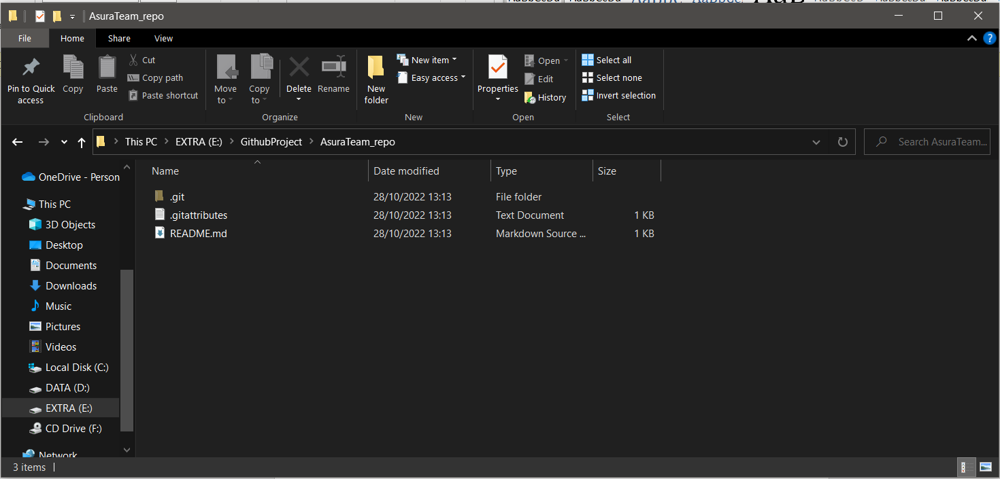 AsuraTeam_repo
File Home Share View
Pin to Quick access
Copy
Paste
Cut
Copy path
Paste shortcut
Clipboard
Move to
Copy to
Delete
Rename
Organize
New folder
New item
Easy access
New
Properties
Open
Edit
History
Open
Select all
Select none
Invert selection
Select
This PC EXTRA (E:) GithubProject AsuraTeam_repo
Search AsuraTeam...
Name Date modified Type Size
.git 28/10/2022 13:13 File folder
.gitattributes 28/10/2022 13:13 Text Document 1 KB
README.md 28/10/2022 13:13 Markdown Source ... 1 KB
OneDrive - Person
This PC
3D Objects
Desktop
Documents
Downloads
Music
Pictures
Videos
Local Disk (C:)
DATA (D:)
EXTRA (E:)
CD Drive (F:)
Network
3 items